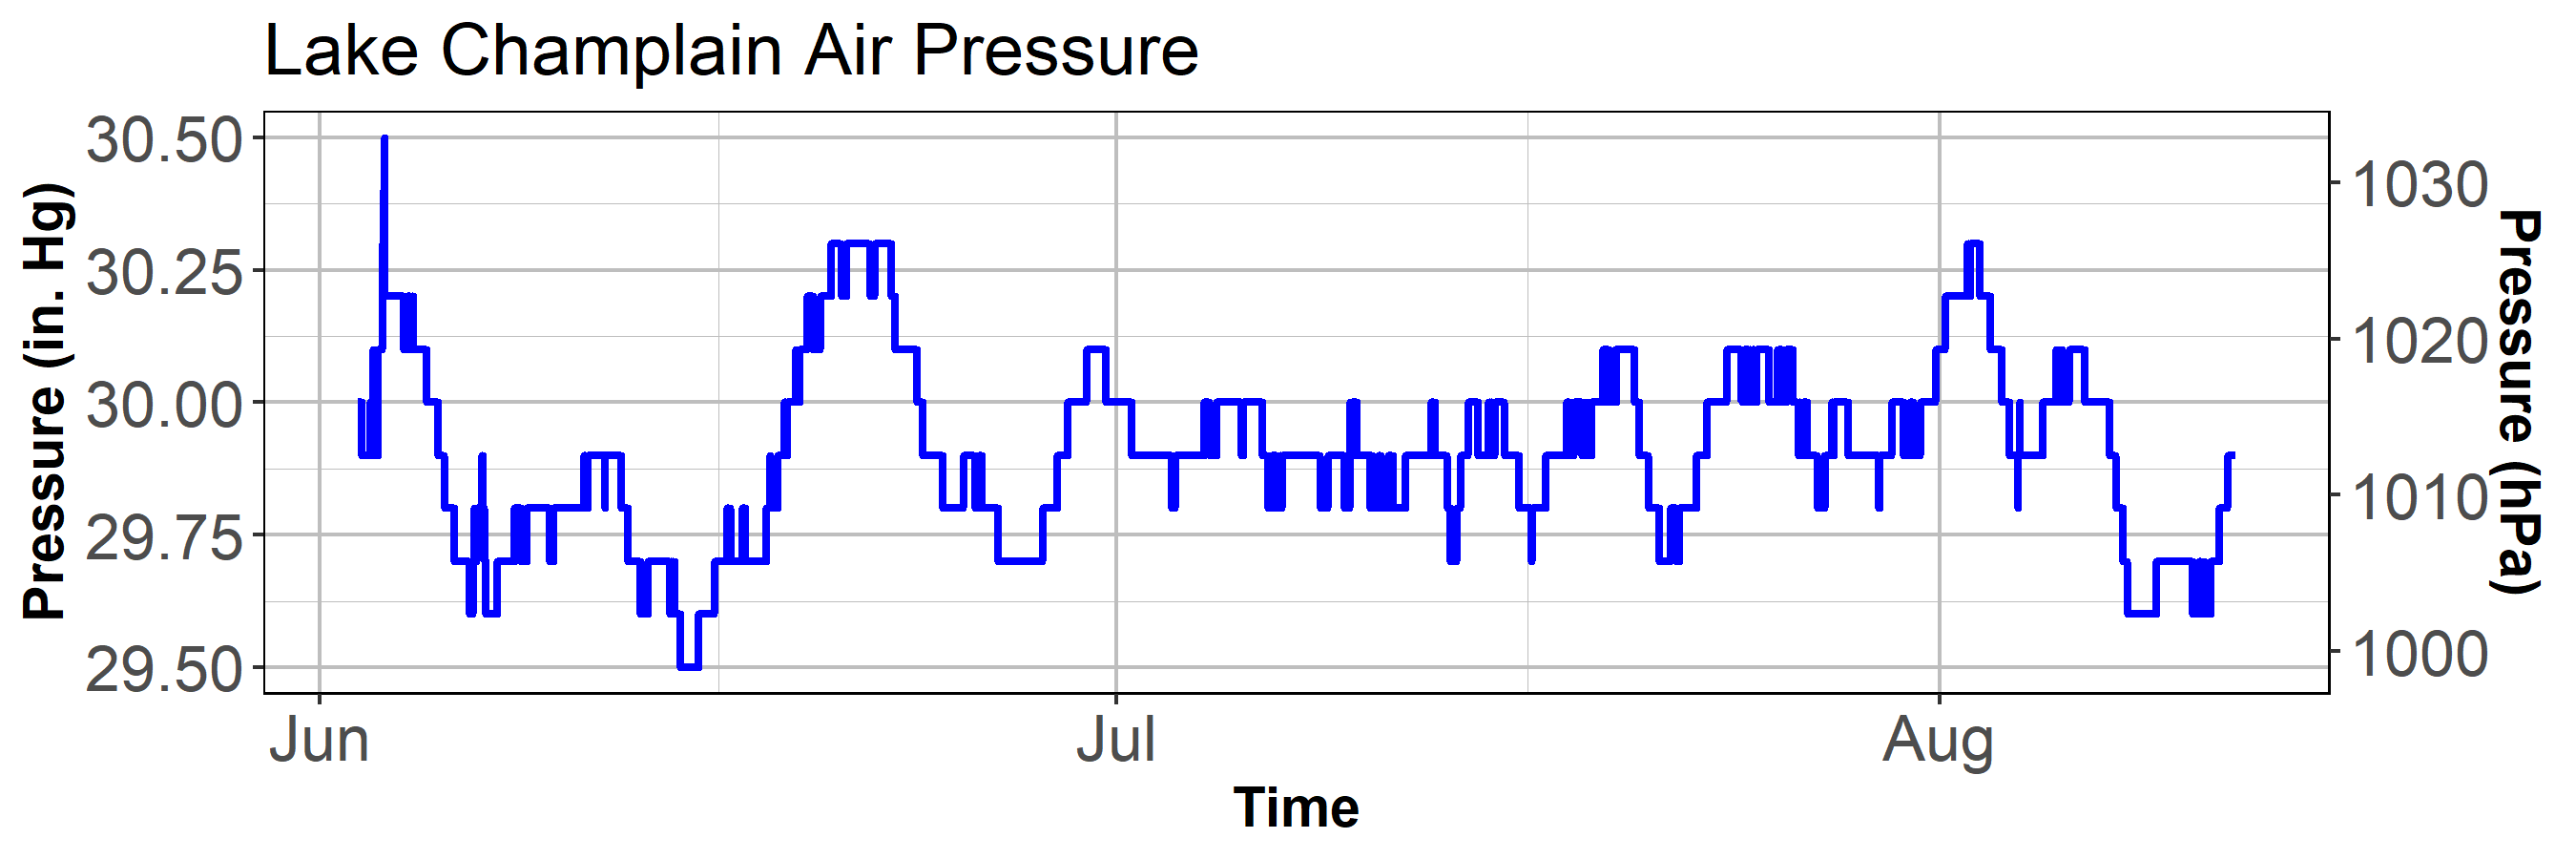 Lake Champlain Air Pressure
30.50
30.25
30.00
29.75
29.50
Pressure (in. Hg)
1030
1020
1010
1000
Pressure (hPa)
Jun Jul Aug
Time